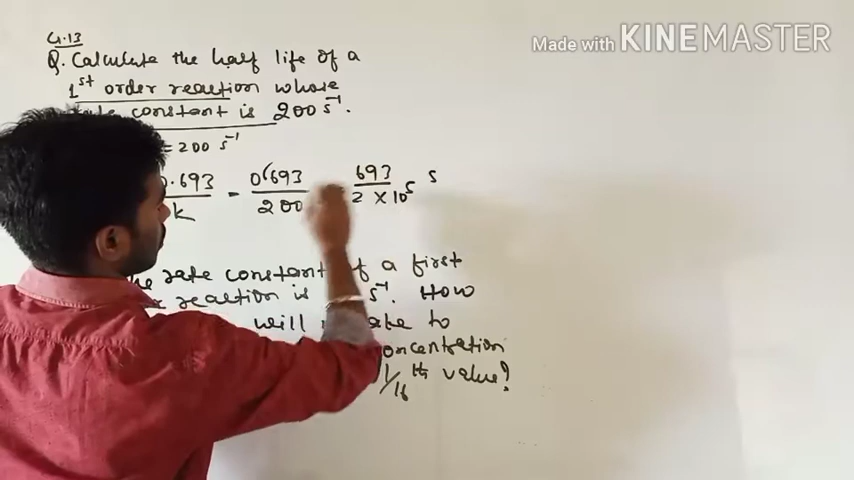 4.13
Made with KINEMASTER
Q. Calculate the half life of a
1st order reaction whose
constant is 200 s⁻¹.
= 200 s⁻¹
0.693 / k = 0.693 / 200 693 / 2 × 10⁵ s
rate constant of a first
reaction is s⁻¹. How
will to
concentration
1/16 th value?